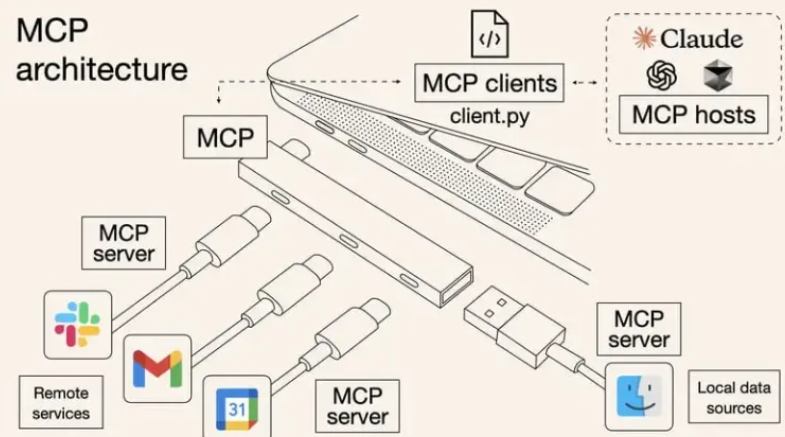 MCP
architecture
</>
Claude
MCP clients
client.py
MCP hosts
MCP
MCP
server
MCP
server
31
Remote
services
MCP
server
Local data
sources